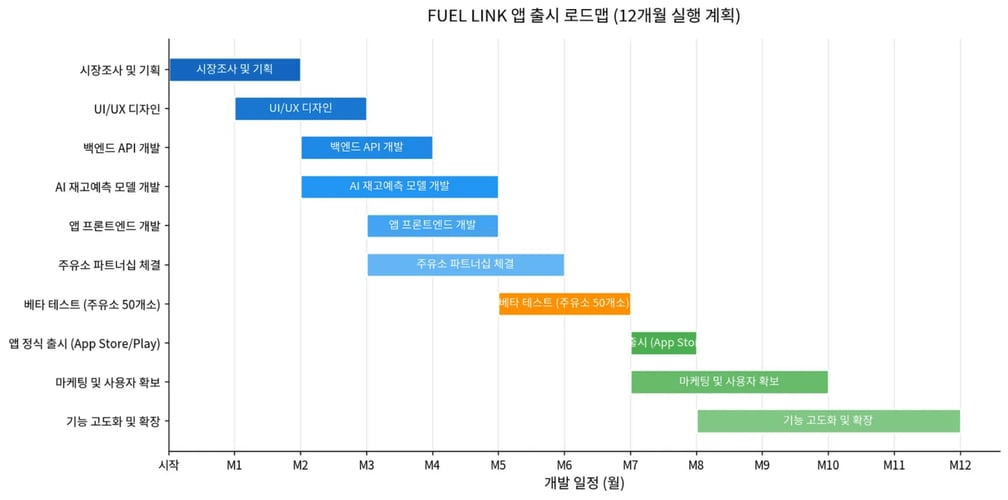 FUEL LINK 앱 출시 로드맵 (12개월 실행 계획)
시장조사 및 기획 시장조사 및 기획
UI/UX 디자인 UI/UX 디자인
백엔드 API 개발 백엔드 API 개발
AI 재고예측 모델 개발 AI 재고예측 모델 개발
앱 프론트엔드 개발 앱 프론트엔드 개발
주유소 파트너십 체결 주유소 파트너십 체결
베타 테스트 (주유소 50개소) 베타 테스트 (주유소 50개소)
앱 정식 출시 (App Store/Play) 출시 (App Stor
마케팅 및 사용자 확보 마케팅 및 사용자 확보
기능 고도화 및 확장 기능 고도화 및 확장
시작 M1 M2 M3 M4 M5 M6 M7 M8 M9 M10 M11 M12
개발 일정 (월)